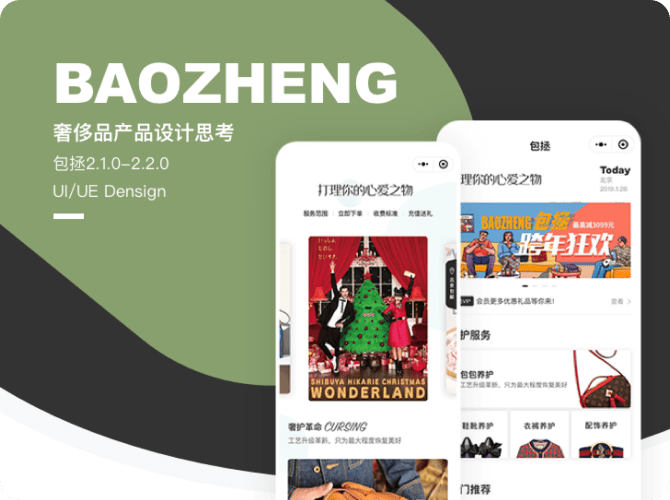 BAOZHENG
奢侈品产品设计思考
包拯2.1.0-2.2.0
UI/UE Densign
打理你的心爱之物
服务范围 立即下单 收费标准 充值送礼
SHIBUYA HIKARIE CHRISTMAS
WONDERLAND
奢护革命 CURSING
工艺升级革新,只为最大程度恢复美好
包拯
理你的心爱之物
Today
北京
2019.1.28
BAOZHENG 包拯
最高减3099元
跨年狂欢
VIP 会员更多优惠礼品等你来! 查看
护服务
包包养护
工艺升级革新,只为最大程度恢复美好
鞋靴养护 衣裤养护 配饰养护
门推荐